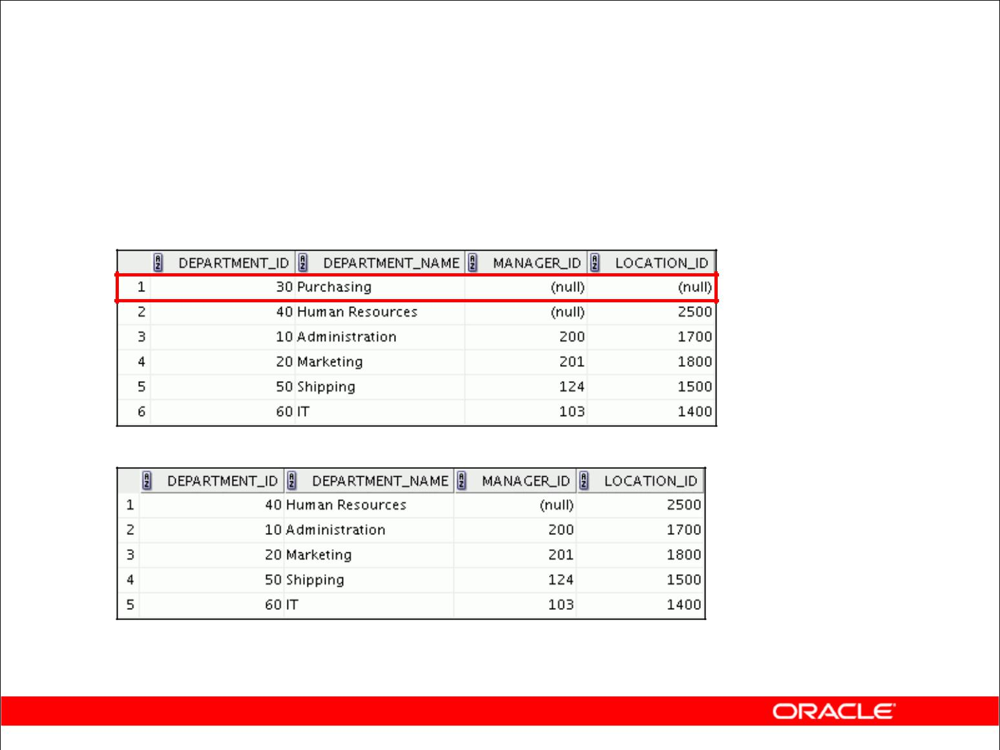 DEPARTMENT_ID DEPARTMENT_NAME MANAGER_ID LOCATION_ID
1 30 Purchasing (null) (null)
2 40 Human Resources (null) 2500
3 10 Administration 200 1700
4 20 Marketing 201 1800
5 50 Shipping 124 1500
6 60 IT 103 1400
DEPARTMENT_ID DEPARTMENT_NAME MANAGER_ID LOCATION_ID
1 40 Human Resources (null) 2500
2 10 Administration 200 1700
3 20 Marketing 201 1800
4 50 Shipping 124 1500
5 60 IT 103 1400
ORACLE